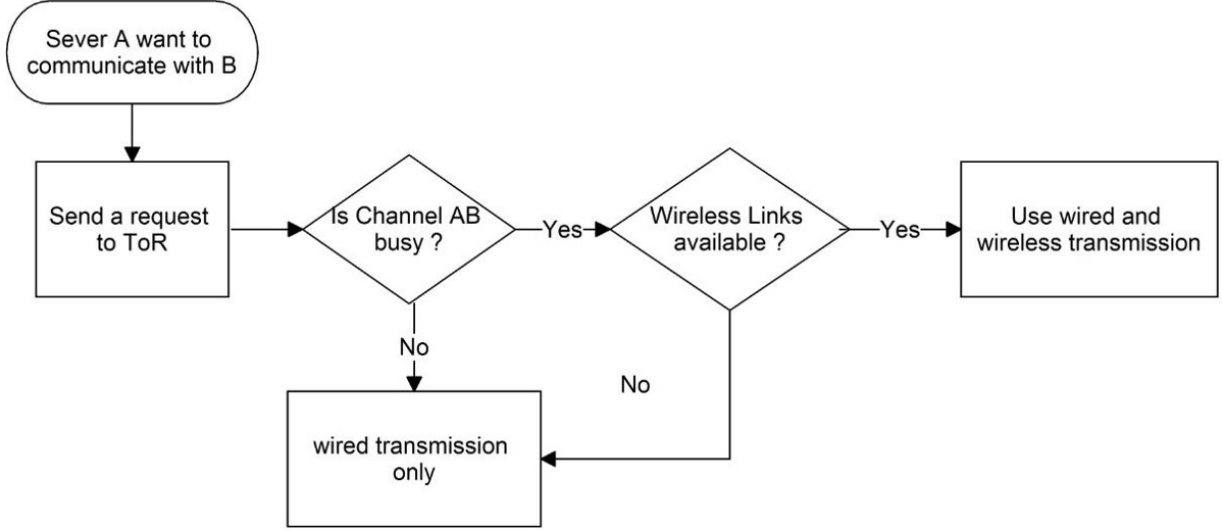 Sever A want to
communicate with B
Send a request
to ToR
Is Channel AB
busy ?
Yes
Wireless Links
available ?
Yes
Use wired and
wireless transmission
No
No
wired transmission
only